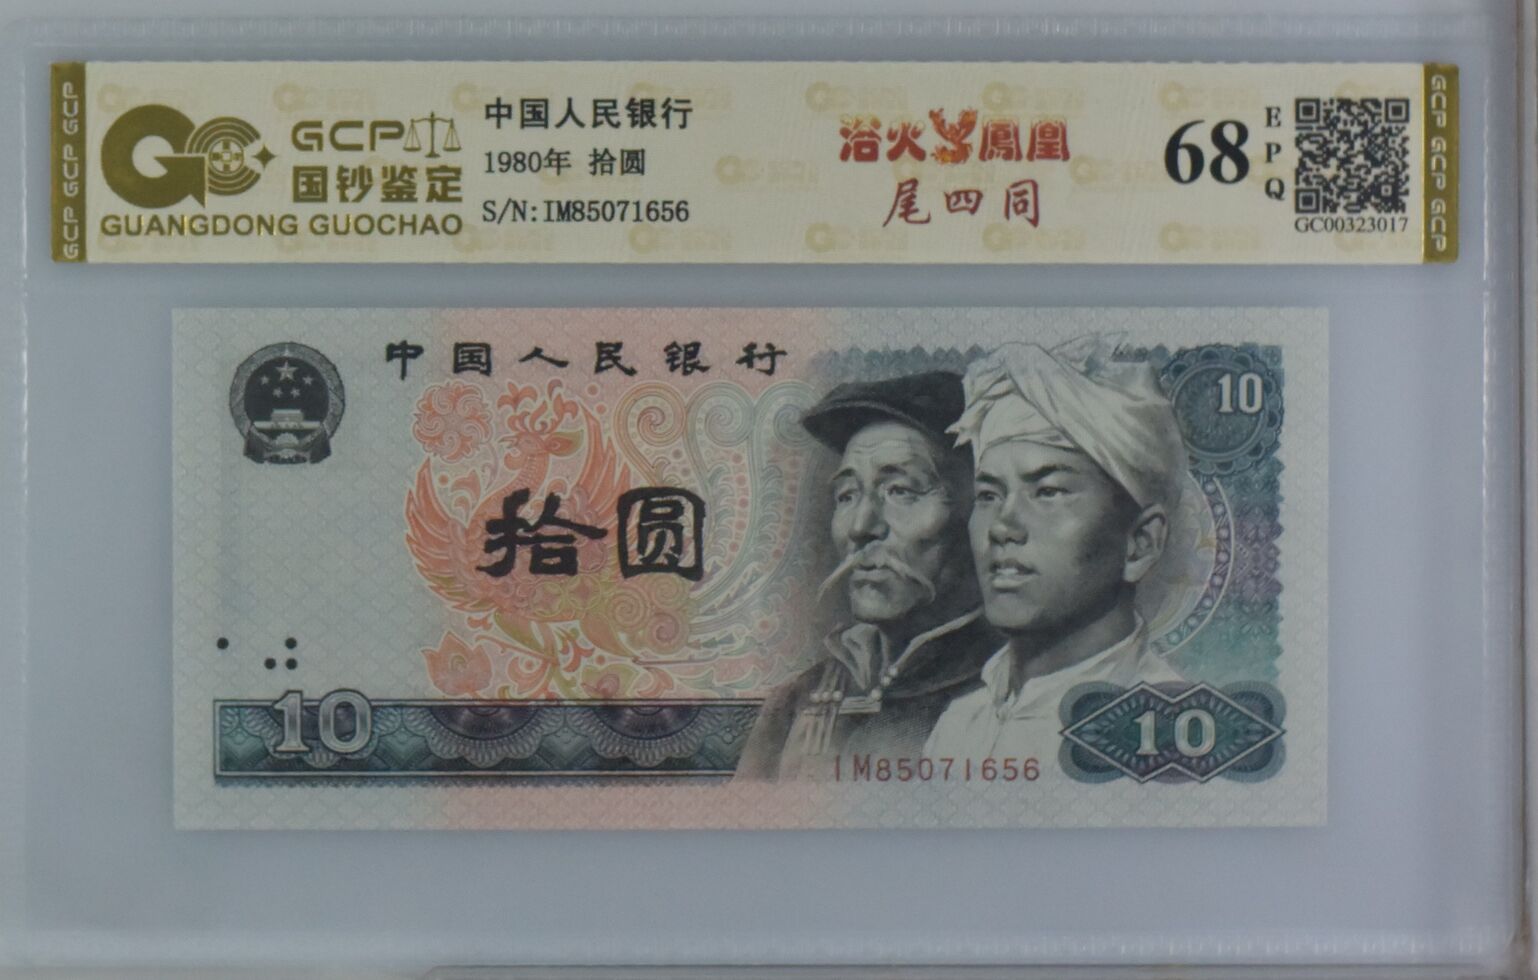 GCP
国钞鉴定
GUANGDONG GUOCHAO
中国人民银行
1980年 拾圆
S/N:IM85071656
浴火鳳凰
尾四同
68
EPQ
GC00323017
GCP GCP GCP
GCP GCP GCP
中国人民银行
10
拾圆
10
IM85071656
10